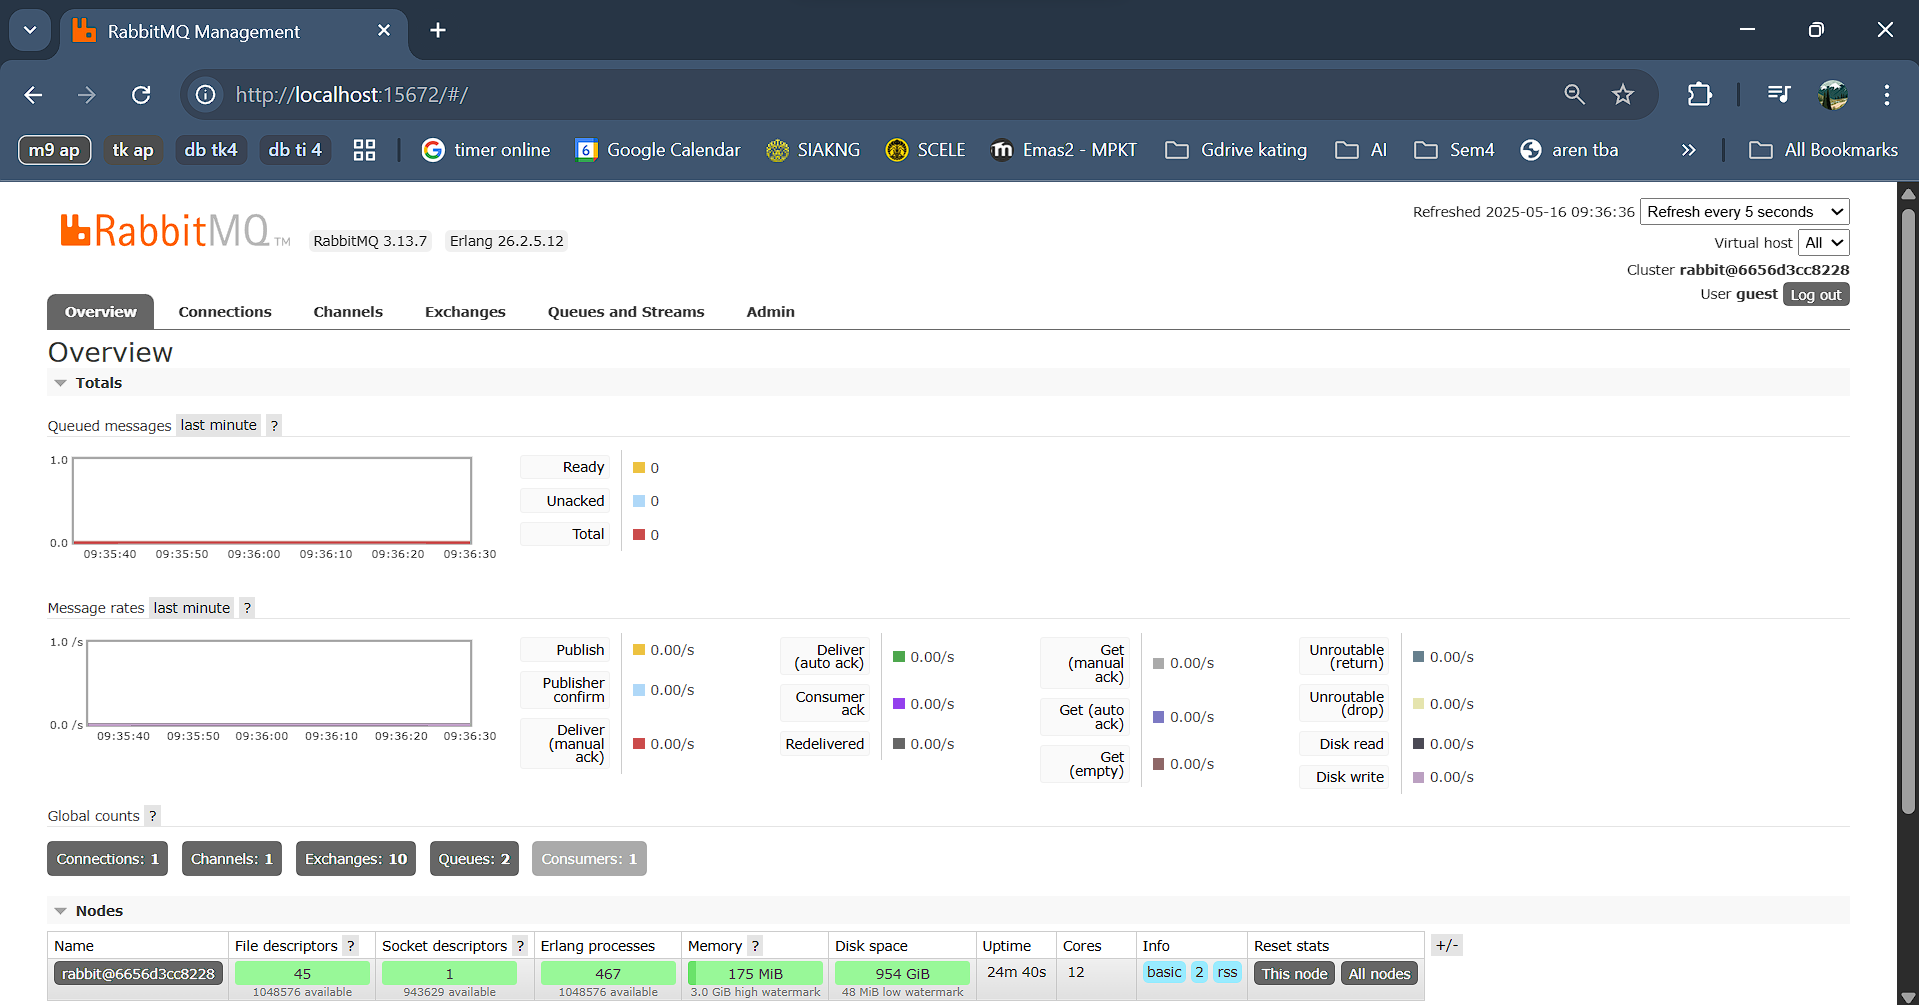 RabbitMQ Management
http://localhost:15672/#/
m9 ap tk ap db tk4 db ti 4 timer online 6 Google Calendar SIAKNG SCELE m Emas2 - MPKT Gdrive kating AI Sem4 aren tba » All Bookmarks
RabbitMQ TM RabbitMQ 3.13.7 Erlang 26.2.5.12
Refreshed 2025-05-16 09:36:36 Refresh every 5 seconds
Virtual host All
Cluster rabbit@6656d3cc8228
User guest Log out
Overview Connections Channels Exchanges Queues and Streams Admin
Overview
Totals
Queued messages last minute ?
1.0
0.0
09:35:40 09:35:50 09:36:00 09:36:10 09:36:20 09:36:30
Ready 0
Unacked 0
Total 0
Message rates last minute ?
1.0 /s
0.0 /s
09:35:40 09:35:50 09:36:00 09:36:10 09:36:20 09:36:30
Publish 0.00/s
Publisher
confirm 0.00/s
Deliver
(manual
ack) 0.00/s
Deliver
(auto ack) 0.00/s
Consumer
ack 0.00/s
Redelivered 0.00/s
Get
(manual
ack) 0.00/s
Get (auto
ack) 0.00/s
Get
(empty) 0.00/s
Unroutable
(return) 0.00/s
Unroutable
(drop) 0.00/s
Disk read 0.00/s
Disk write 0.00/s
Global counts ?
Connections: 1 Channels: 1 Exchanges: 10 Queues: 2 Consumers: 1
Nodes
Name File descriptors ? Socket descriptors ? Erlang processes Memory ? Disk space Uptime Cores Info Reset stats +/-
rabbit@6656d3cc8228 45 1 467 175 MiB 954 GiB 24m 40s 12 basic 2 rss This node All nodes
1048576 available 943629 available 1048576 available 3.0 GiB high watermark 48 MiB low watermark